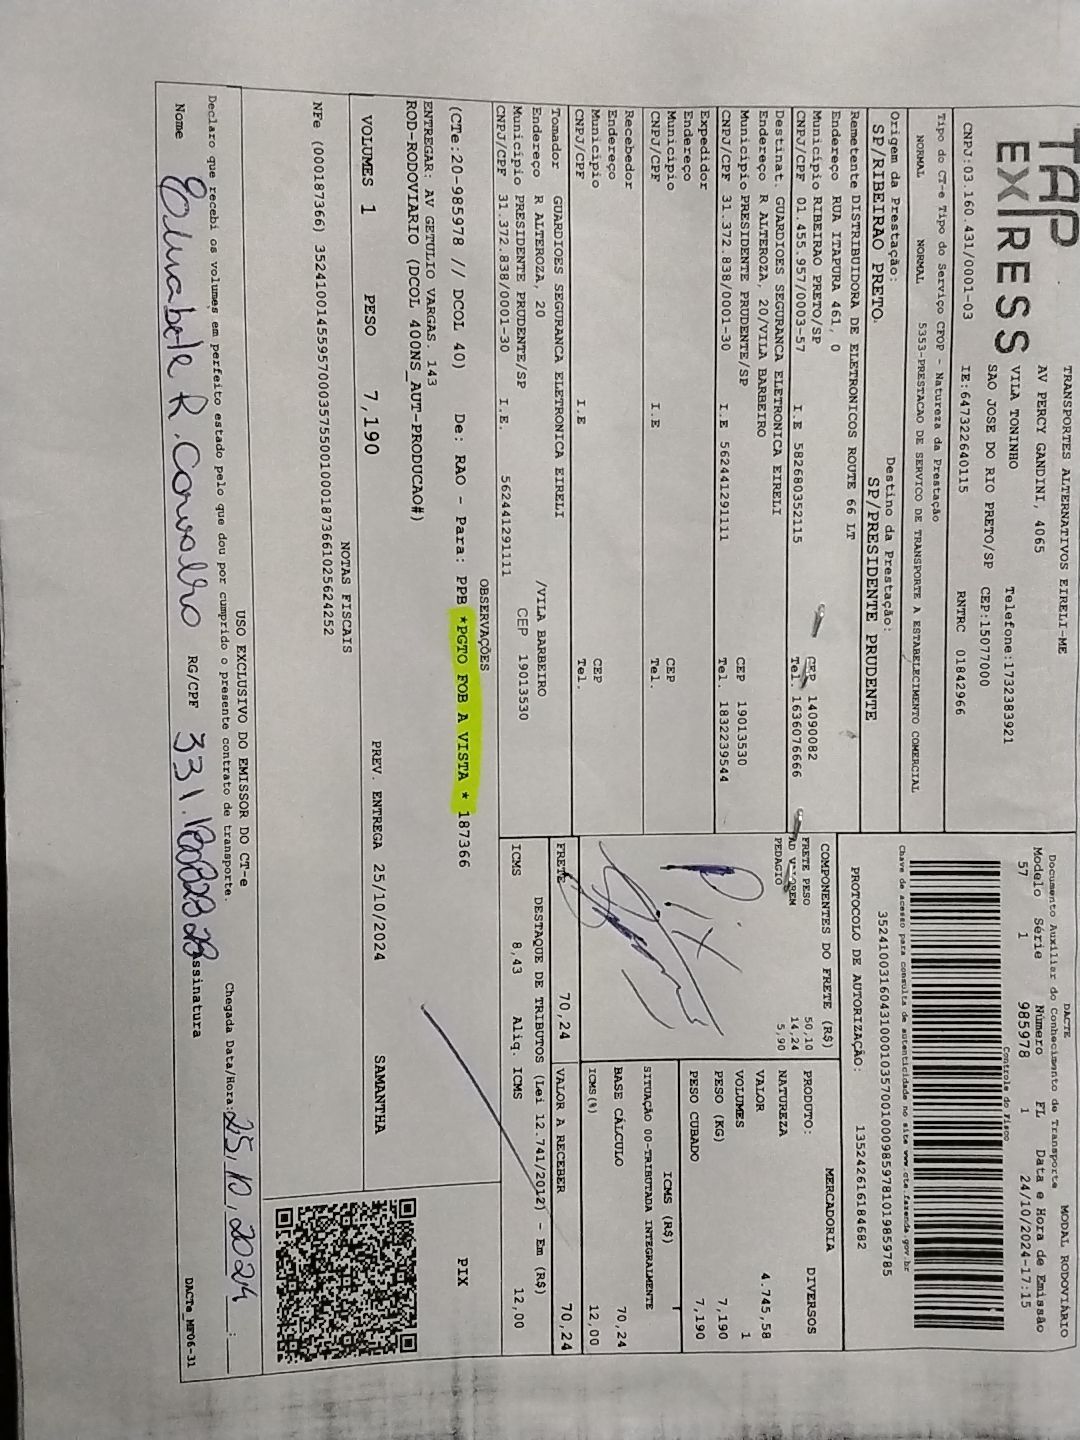 TAP
EXPRESS
TRANSPORTES ALTERNATIVOS EIRELI-ME
AV PERCY GANDINI, 4065
VILA TONINHO Telefone:1732383921
SAO JOSE DO RIO PRETO/SP CEP:15077000
CNPJ:03.160.431/0001-03 IE:647322640115 RNTRC 01842966
Tipo do CT-e Tipo do Serviço CFOP - Natureza da Prestação
NORMAL NORMAL 5353-PRESTACAO DE SERVICO DE TRANSPORTE A ESTABELECIMENTO COMERCIAL
Origem da Prestação: Destino da Prestação:
SP/RIBEIRAO PRETO SP/PRESIDENTE PRUDENTE
Remetente DISTRIBUIDORA DE ELETRONICOS ROUTE 66 LT
Endereço RUA ITAPURA 461, 0
Município RIBEIRAO PRETO/SP CEP 14090082
CNPJ/CPF 01.455.957/0003-57 I.E 582680352115 Tel. 1636076666
Destinat. GUARDIOES SEGURANCA ELETRONICA EIRELI
Endereço R ALTEROZA, 20/VILA BARBEIRO
Município PRESIDENTE PRUDENTE/SP CEP 19013530
CNPJ/CPF 31.372.838/0001-30 I.E 562441291111 Tel. 1832239544
Expedidor
Endereço
Município CEP
CNPJ/CPF I.E Tel.
Recebedor
Endereço
Município CEP
CNPJ/CPF I.E Tel.
Tomador GUARDIOES SEGURANCA ELETRONICA EIRELI
Endereço R ALTEROZA, 20 /VILA BARBEIRO
Município PRESIDENTE PRUDENTE/SP CEP 19013530
CNPJ/CPF 31.372.838/0001-30 I.E. 562441291111
DACTE MODAL RODOVIÁRIO
Documento Auxiliar do Conhecimento de Transporte
Modelo Série Número FL Data e Hora de Emissão
57 1 985978 1 24/10/2024-17:15
Controle do Fisco
Chave de acesso para consulta de autenticidade no site www.cte.fazenda.gov.br
35241003160431000103570010009859781019859785
PROTOCOLO DE AUTORIZAÇÃO: 135242616184682
COMPONENTES DO FRETE (R$)
FRETE PESO 50,10
AD VALOREM 14,24
PEDAGIO 5,90
Pix
MERCADORIA
PRODUTO: DIVERSOS
NATUREZA
VALOR 4.745,58
VOLUMES 1
PESO (KG) 7,190
PESO CUBADO 7,190
ICMS (R$)
SITUAÇÃO 00-TRIBUTADA INTEGRALMENTE
BASE CÁLCULO 70,24
ICMS(%) 12,00
FRETE 70,24 VALOR A RECEBER 70,24
DESTAQUE DE TRIBUTOS (Lei 12.741/2012) - Em (R$)
ICMS 8,43 Aliq. ICMS 12,00
OBSERVAÇÕES
(CTe:20-985978 // DCOL 40) De: RAO - Para: PPB *PGTO FOB A VISTA * 187366
ENTREGAR: AV GETULIO VARGAS. 143
ROD-RODOVIARIO (DCOL 400NS_AUT-PRODUCAO#)
PIX
VOLUMES 1 PESO 7,190 PREV. ENTREGA 25/10/2024 SAMANTHA
NOTAS FISCAIS
NFe (000187366) 35241001455957000357550010001873661025624252
USO EXCLUSIVO DO EMISSOR DO CT-e
Declaro que recebi os volumes em perfeito estado pelo que dou por cumprido o presente contrato de transporte. Chegada Data/Hora: 25, 10, 2024 :
Nome R. Carvalho RG/CPF Assinatura
DACTe_MF06-31